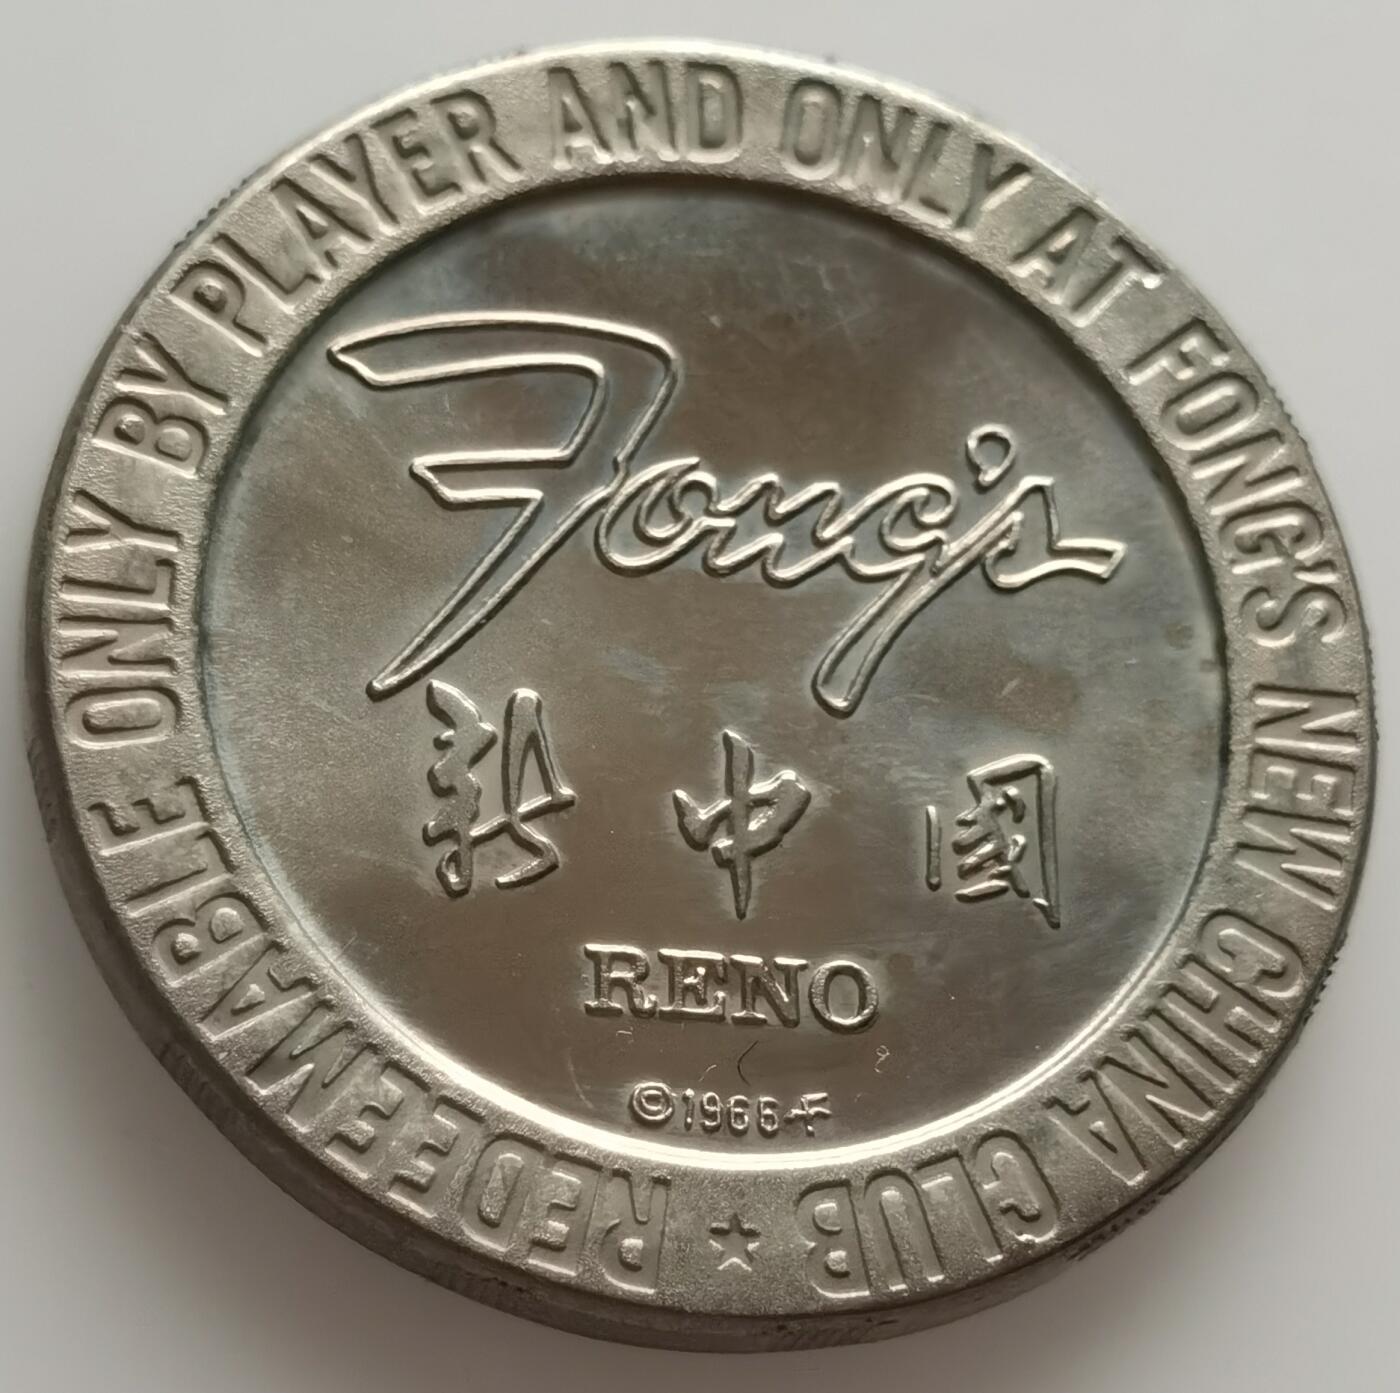 REDEEMABLE ONLY BY PLAYER AND ONLY AT FONG'S NEW CHINA CLUB
Fong's
新中國
RENO
©1966 F